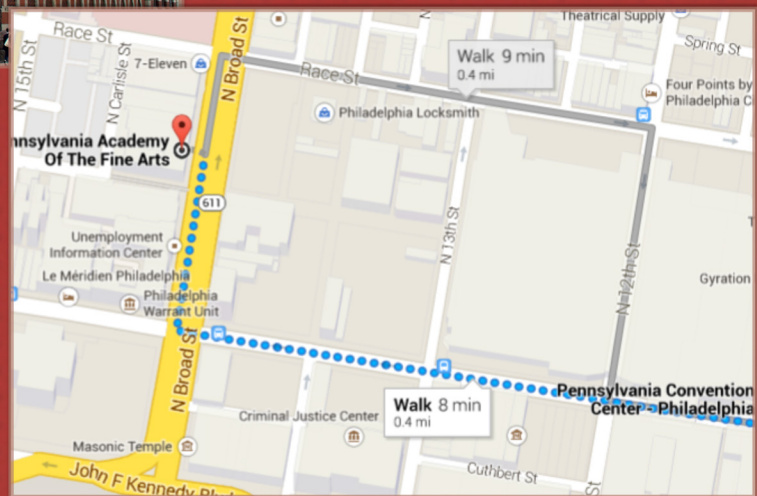 Race St
Theatrical Supply
Spring St
N 15th St
N Carlisle St
7-Eleven
N Broad St
Race St
Walk 9 min
0.4 mi
Four Points by
Philadelphia C
Philadelphia Locksmith
nnsylvania Academy
Of The Fine Arts
611
N 13th St
Unemployment
Information Center
Le Méridien Philadelphia
Philadelphia
Warrant Unit
N 12th St
Gyration
N Broad St
Pennsylvania Convention
Center - Philadelphia
Walk 8 min
0.4 mi
Criminal Justice Center
Masonic Temple
Cuthbert St
John F Kennedy Blvd
St